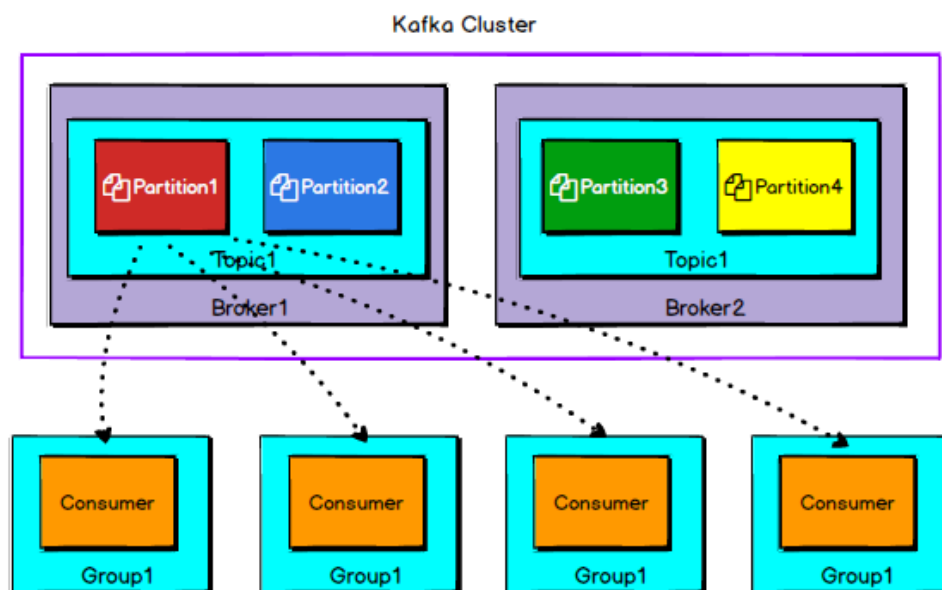 Kafka Cluster
Partition1
Partition2
Partition3
Partition4
Topic1
Topic1
Broker1
Broker2
Consumer
Consumer
Consumer
Consumer
Group1
Group1
Group1
Group1